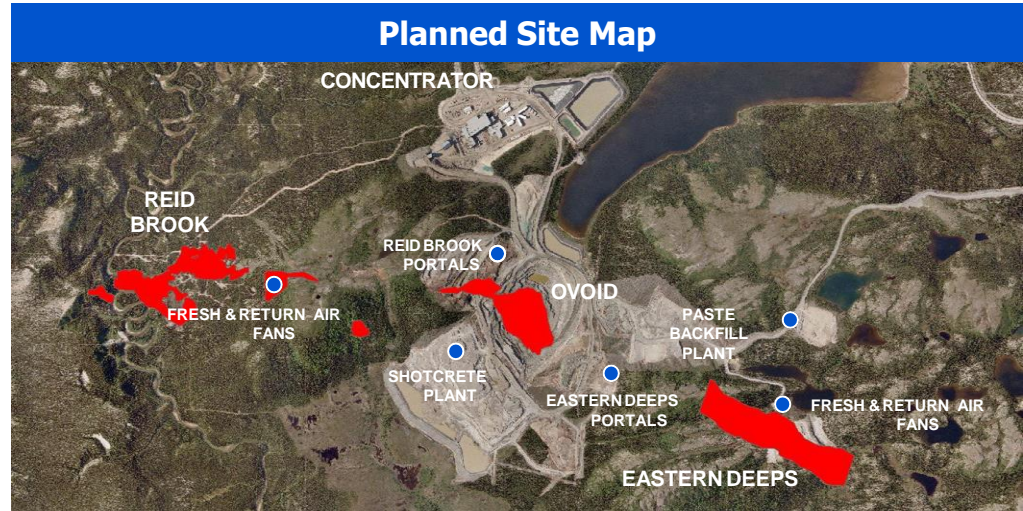 Planned Site Map
CONCENTRATOR
REID
BROOK
REID BROOK
PORTALS
OVOID
FRESH & RETURN AIR
FANS
PASTE
BACKFILL
PLANT
SHOTCRETE
PLANT
EASTERN DEEPS
PORTALS
FRESH & RETURN AIR
FANS
EASTERN DEEPS